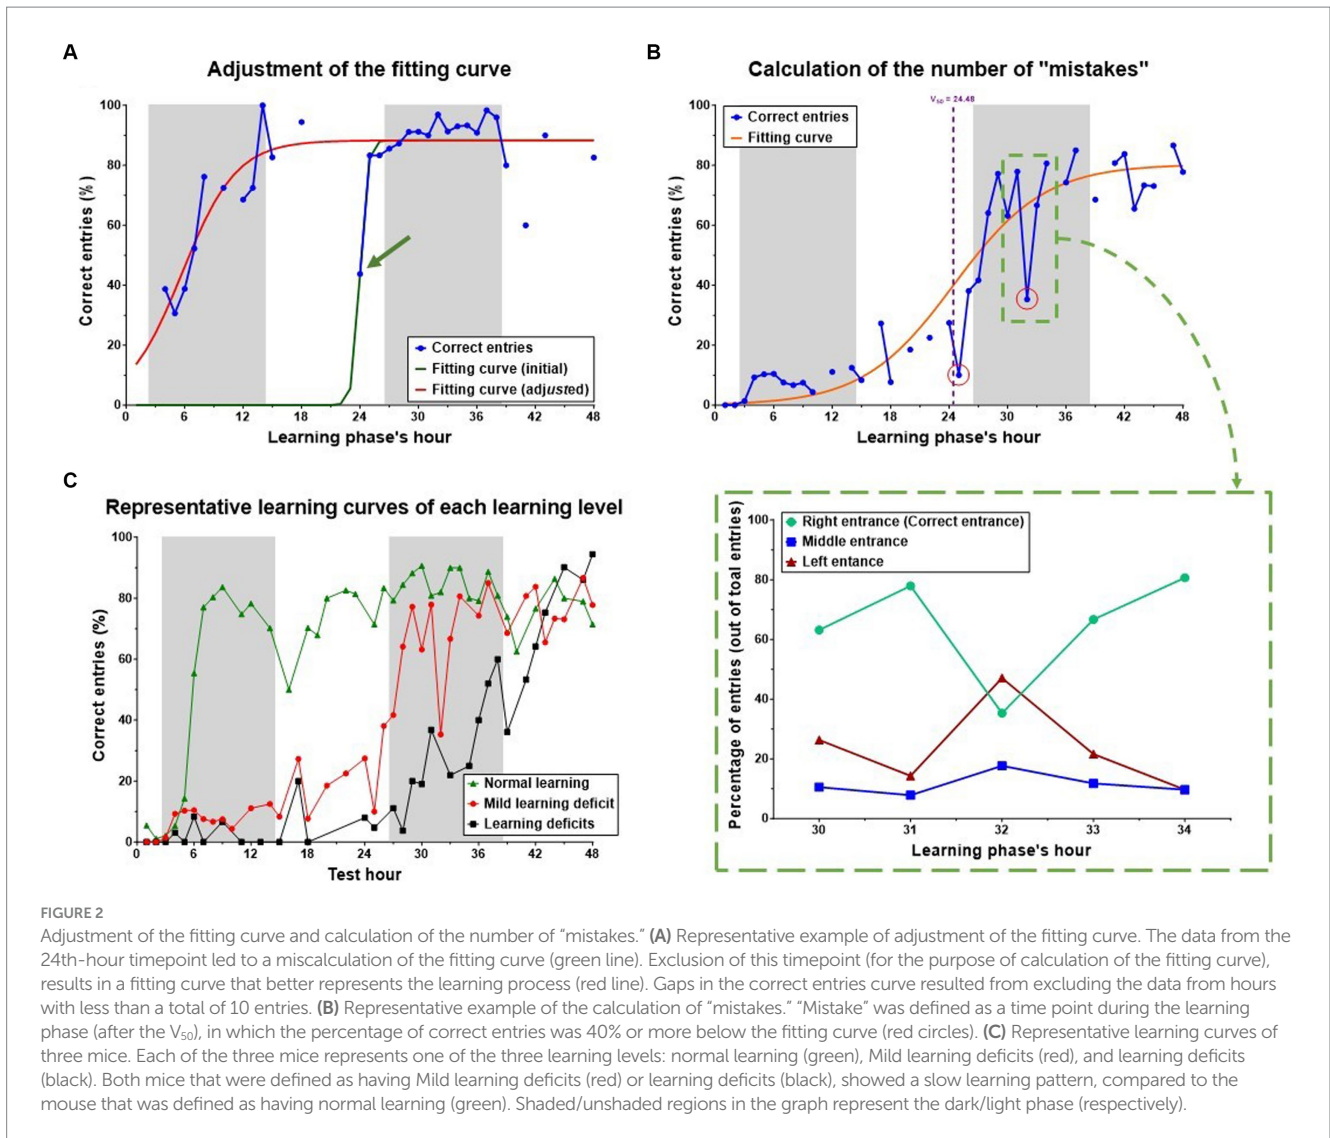 A
Adjustment of the fitting curve
Correct entries (%)
100
80
60
40
20
0
Correct entries
Fitting curve (initial)
Fitting curve (adjusted)
6 12 18 24 30 36 42 48
Learning phase's hour
B
Calculation of the number of "mistakes"
V50 = 24.48
Correct entries
Fitting curve
Correct entries (%)
100
80
60
40
20
0
0 6 12 18 24 30 36 42 48
Learning phase's hour
C
Representative learning curves of each learning level
Correct entries (%)
100
80
60
40
20
0
Normal learning
Mild learning deficit
Learning deficits
0 6 12 18 24 30 36 42 48
Test hour
Percentage of entries (out of toal entries)
100
80
60
40
20
0
Right entrance (Correct entrance)
Middle entrance
Left entance
30 31 32 33 34
Learning phase's hour
FIGURE 2
Adjustment of the fitting curve and calculation of the number of “mistakes.” (A) Representative example of adjustment of the fitting curve. The data from the
24th-hour timepoint led to a miscalculation of the fitting curve (green line). Exclusion of this timepoint (for the purpose of calculation of the fitting curve),
results in a fitting curve that better represents the learning process (red line). Gaps in the correct entries curve resulted from excluding the data from hours
with less than a total of 10 entries. (B) Representative example of the calculation of “mistakes.” “Mistake” was defined as a time point during the learning
phase (after the V50), in which the percentage of correct entries was 40% or more below the fitting curve (red circles). (C) Representative learning curves of
three mice. Each of the three mice represents one of the three learning levels: normal learning (green), Mild learning deficits (red), and learning deficits
(black). Both mice that were defined as having Mild learning deficits (red) or learning deficits (black), showed a slow learning pattern, compared to the
mouse that was defined as having normal learning (green). Shaded/unshaded regions in the graph represent the dark/light phase (respectively).